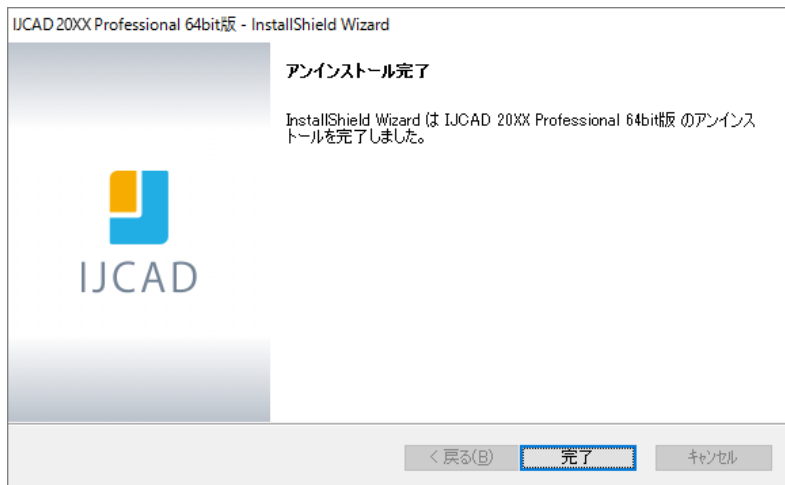 IJCAD 20XX Professional 64bit版 - InstallShield Wizard
アンインストール完了
InstallShield Wizard は IJCAD 20XX Professional 64bit版 のアンインス
トールを完了しました。
IJCAD
< 戻る(B)
完了
キャンセル